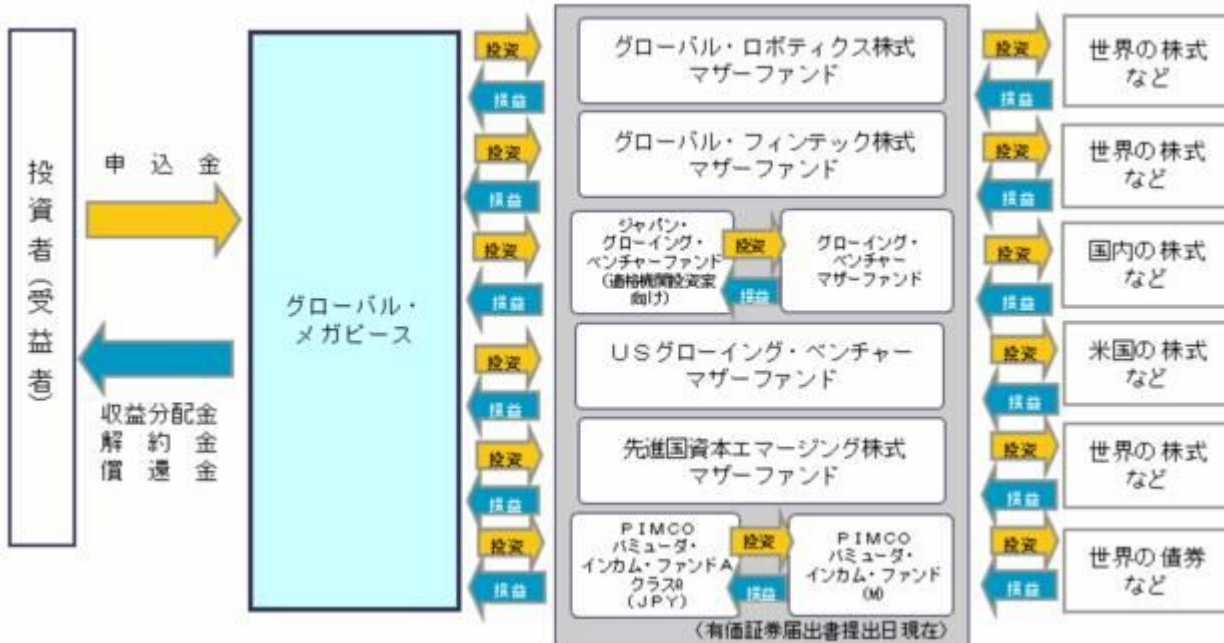 投資者(受益者)
申込金
収益分配金
解約金
償還金
グローバル・
メガピース
投資
損益
投資
損益
投資
損益
投資
損益
投資
損益
投資
損益
グローバル・ロボティクス株式
マザーファンド
グローバル・フィンテック株式
マザーファンド
ジャパン・
グローイング・
ベンチャーファンド
向け)
投資
損益
グローイング・
ベンチャー
マザーファンド
USグローイング・ベンチャー
マザーファンド
先進国資本エマージング株式
マザーファンド
PIMCO
バミューダ・
インカム・ファンドA
(JPY)
投資
損益
PIMCO
バミューダ・
インカム・ファンド
(M)
(有価証券届出書提出日現在)
投資
損益
投資
損益
投資
損益
投資
損益
投資
損益
投資
損益
世界の株式
など
世界の株式
など
国内の株式
など
米国の株式
など
世界の株式
など
世界の債券
など